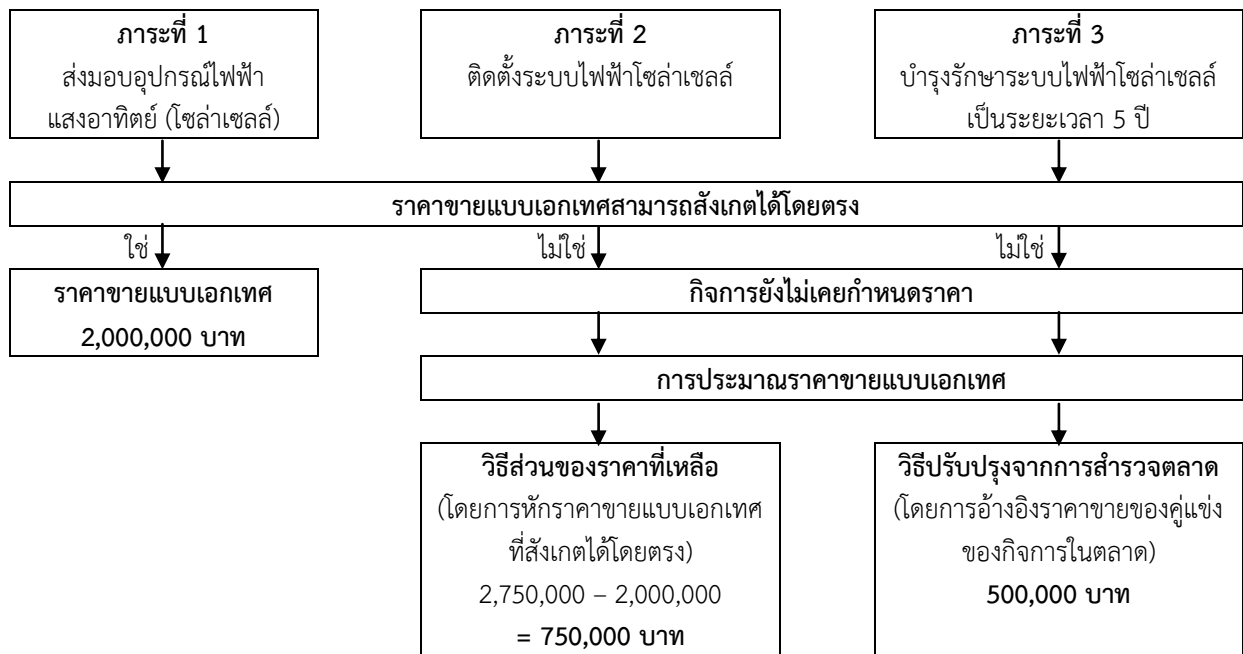 ภาระที่ 1
ส่งมอบอุปกรณ์ไฟฟ้า
แสงอาทิตย์ (โซล่าเซลล์)
ภาระที่ 2
ติดตั้งระบบไฟฟ้าโซล่าเซลล์
ภาระที่ 3
บำรุงรักษาระบบไฟฟ้าโซล่าเซลล์
เป็นระยะเวลา 5 ปี
ราคาขายแบบเอกเทศสามารถสังเกตได้โดยตรง
ใช่
ไม่ใช่
ไม่ใช่
ราคาขายแบบเอกเทศ
2,000,000 บาท
กิจการยังไม่เคยกำหนดราคา
การประมาณราคาขายแบบเอกเทศ
วิธีส่วนของราคาที่เหลือ
(โดยการหักราคาขายแบบเอกเทศ
ที่สังเกตได้โดยตรง)
2,750,000 – 2,000,000
= 750,000 บาท
วิธีปรับปรุงจากการสำรวจตลาด
(โดยการอ้างอิงราคาขายของคู่แข่ง
ของกิจการในตลาด)
500,000 บาท